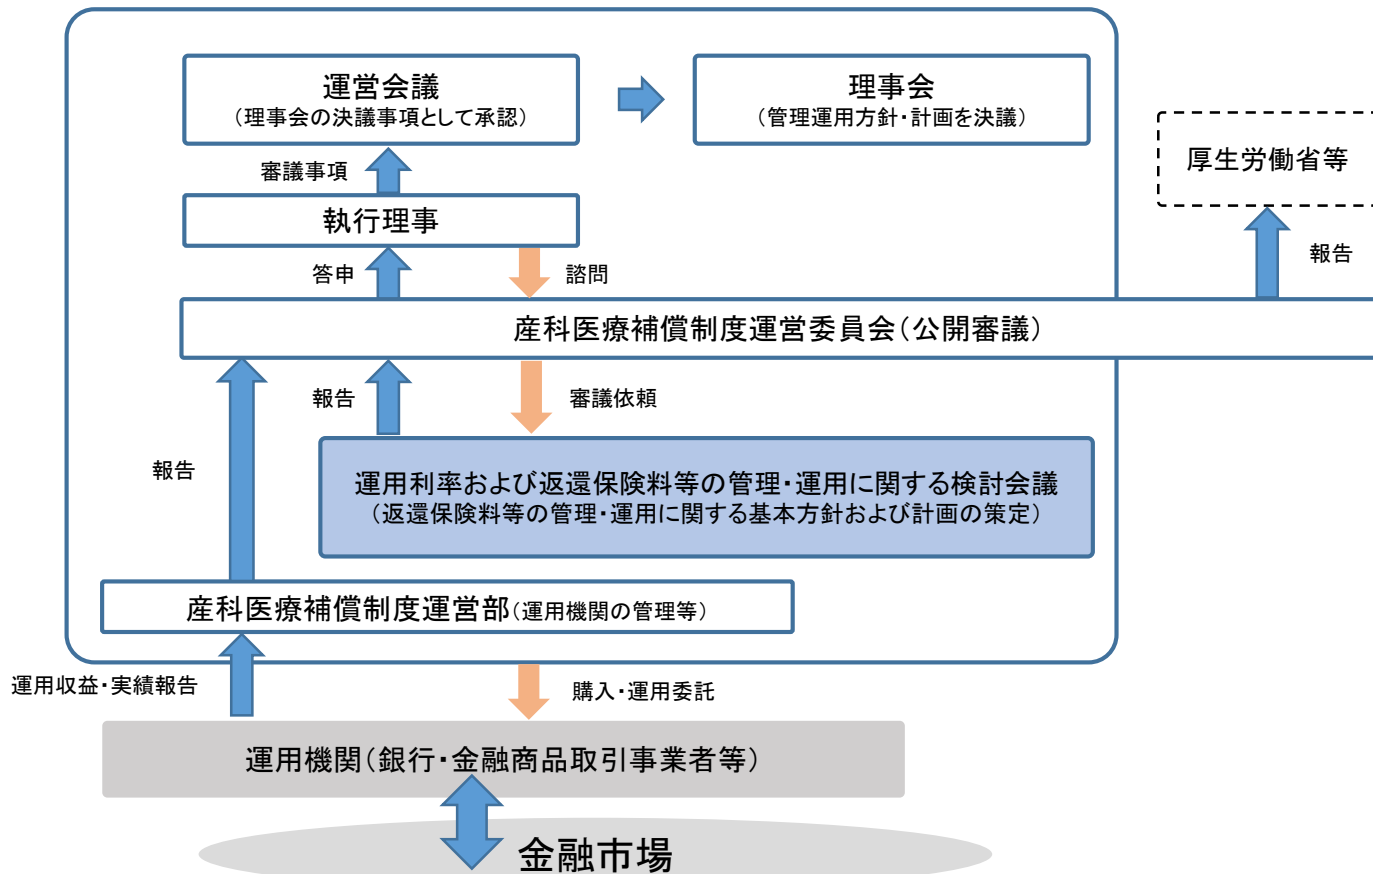 運営会議
(理事会の決議事項として承認)
理事会
(管理運用方針・計画を決議)
厚生労働省等
審議事項
執行理事
報告
答申
諮問
産科医療補償制度運営委員会(公開審議)
報告
審議依頼
報告
運用利率および返還保険料等の管理・運用に関する検討会議
(返還保険料等の管理・運用に関する基本方針および計画の策定)
産科医療補償制度運営部(運用機関の管理等)
運用収益・実績報告
購入・運用委託
運用機関(銀行・金融商品取引事業者等)
金融市場